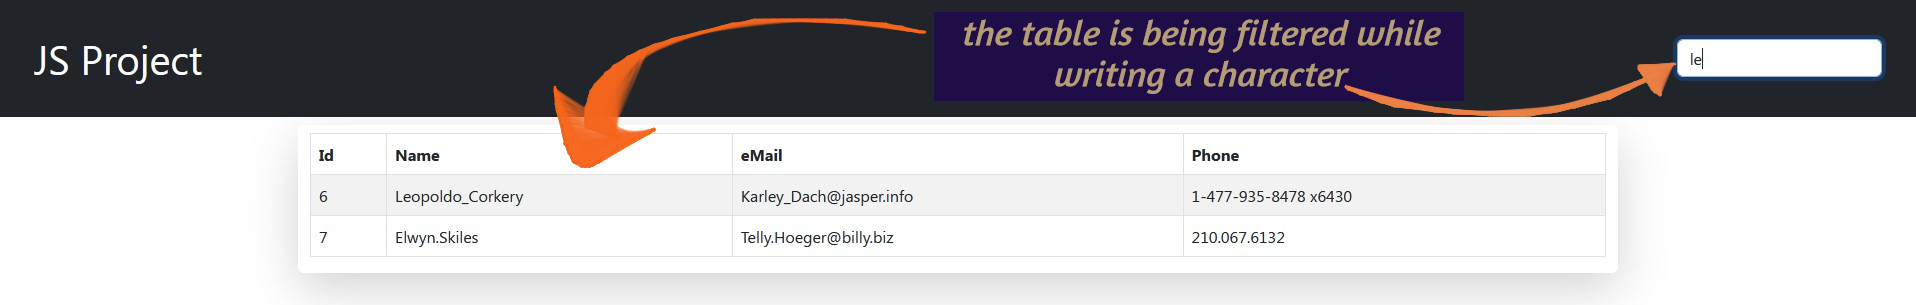 JS Project
the table is being filtered while
writing a character
le
Id Name eMail Phone
6 Leopoldo_Corkery Karley_Dach@jasper.info 1-477-935-8478 x6430
7 Elwyn.Skiles Telly.Hoeger@billy.biz 210.067.6132